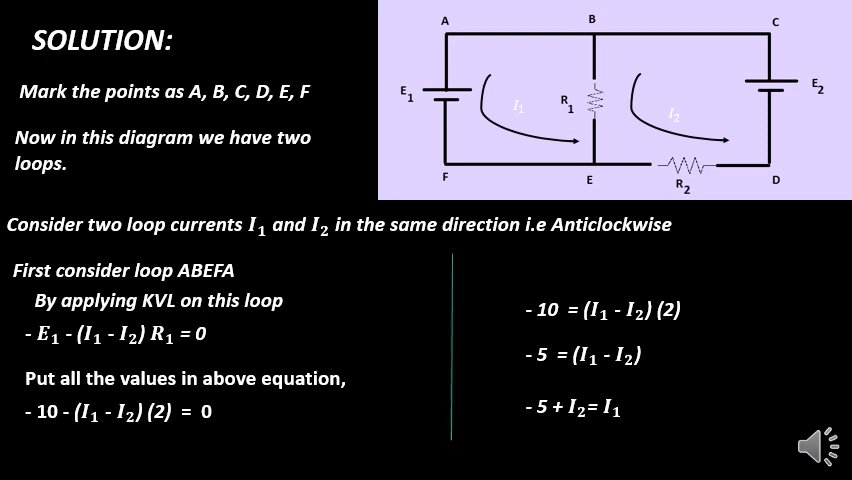 SOLUTION:
Mark the points as A, B, C, D, E, F
Now in this diagram we have two
loops.
A
B
C
E1
R1
E2
I1
I2
F
E
R2
D
Consider two loop currents I1 and I2 in the same direction i.e Anticlockwise
First consider loop ABEFA
By applying KVL on this loop
- E1 - (I1 - I2) R1 = 0
Put all the values in above equation,
- 10 - (I1 - I2) (2) = 0
- 10 = (I1 - I2) (2)
- 5 = (I1 - I2)
- 5 + I2 = I1